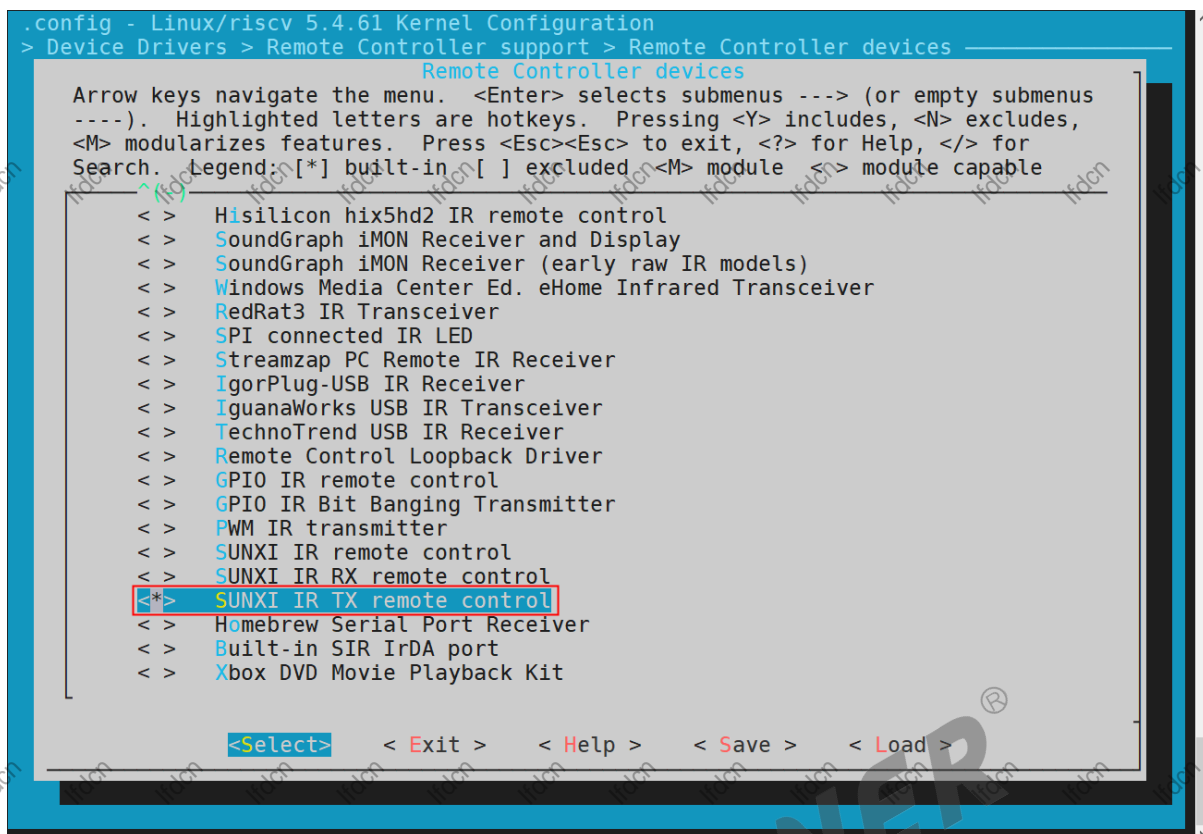 .config - Linux/riscv 5.4.61 Kernel Configuration
> Device Drivers > Remote Controller support > Remote Controller devices
Remote Controller devices
Arrow keys navigate the menu.  <Enter> selects submenus ---> (or empty submenus
----).  Highlighted letters are hotkeys.  Pressing <Y> includes, <N> excludes,
<M> modularizes features.  Press <Esc><Esc> to exit, <?> for Help, </> for
Search.  Legend: [*] built-in  [ ] excluded  <M> module  < > module capable
^(-)
< >   Hisilicon hix5hd2 IR remote control
< >   SoundGraph iMON Receiver and Display
< >   SoundGraph iMON Receiver (early raw IR models)
< >   Windows Media Center Ed. eHome Infrared Transceiver
< >   RedRat3 IR Transceiver
< >   SPI connected IR LED
< >   Streamzap PC Remote IR Receiver
< >   IgorPlug-USB IR Receiver
< >   IguanaWorks USB IR Transceiver
< >   TechnoTrend USB IR Receiver
< >   Remote Control Loopback Driver
< >   GPIO IR remote control
< >   GPIO IR Bit Banging Transmitter
< >   PWM IR transmitter
< >   SUNXI IR remote control
< >   SUNXI IR RX remote control
<*>   SUNXI IR TX remote control
< >   Homebrew Serial Port Receiver
< >   Built-in SIR IrDA port
< >   Xbox DVD Movie Playback Kit
<Select>    < Exit >    < Help >    < Save >    < Load >